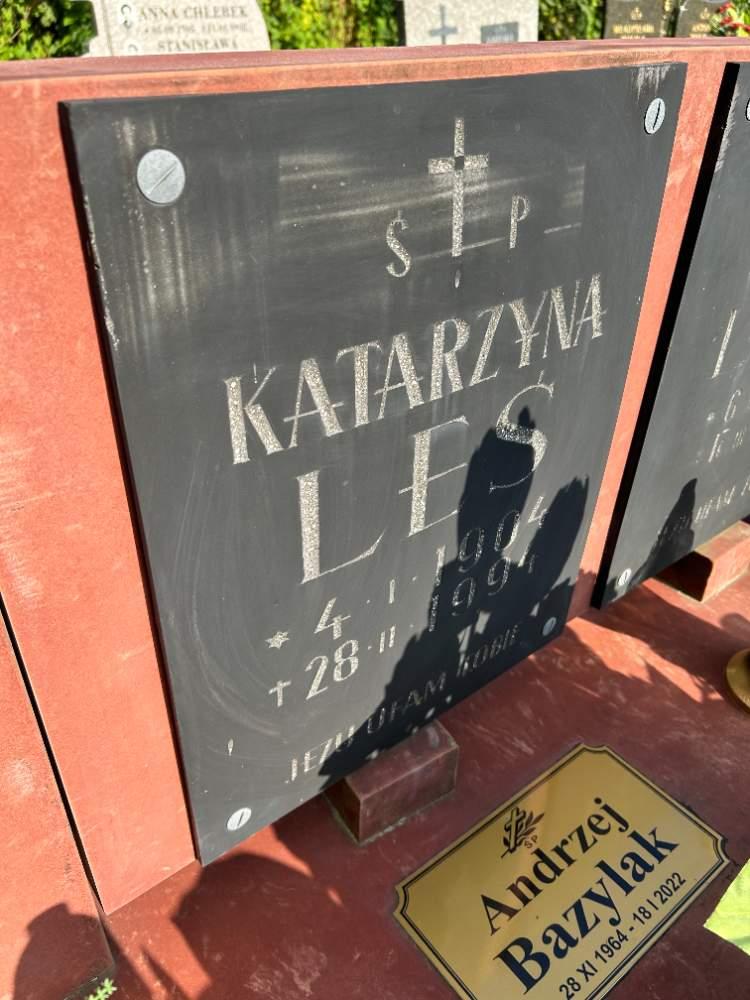 ANNA CHLEBEK
STANISŁAWA
Ś P
KATARZYNA
LEŚ
* 4 · I · 1904
† 28 · II · 1994
JEZU UFAM TOBIE
ŚP
Andrzej
Bazylak
28 XI 1964 - 18 I 2022